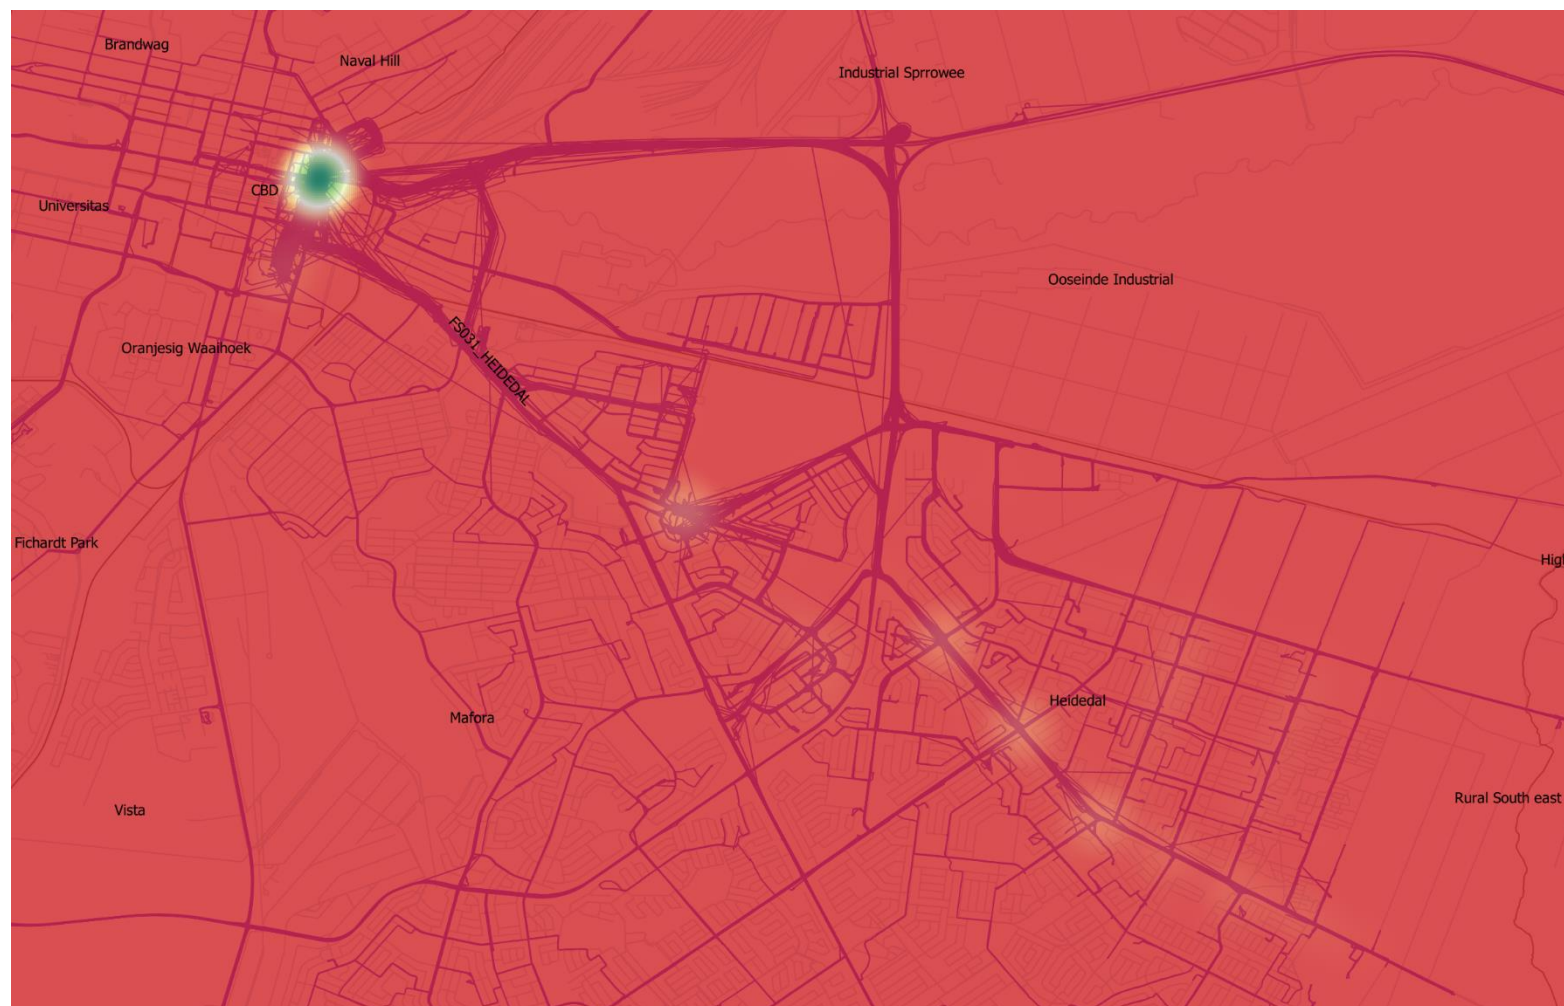 Brandwag
Naval Hill
Industrial Sprrowee
CBD
Universitas
Ooseinde Industrial
FS031_HEIDEDAL
Oranjesig Waaihoek
Fichardt Park
High
Heidedal
Mafora
Rural South east
Vista